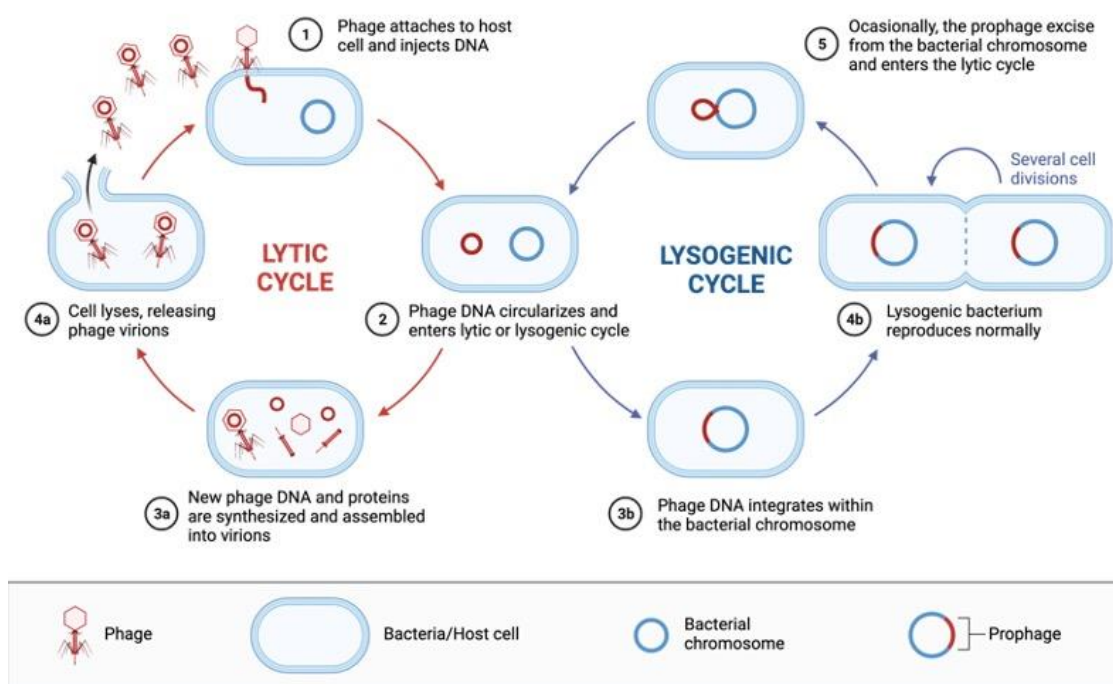 1
Phage attaches to host
cell and injects DNA
5
Ocasionally, the prophage excise
from the bacterial chromosome
and enters the lytic cycle
Several cell
divisions
LYTIC
CYCLE
LYSOGENIC
CYCLE
4a
Cell lyses, releasing
phage virions
2
Phage DNA circularizes and
enters lytic or lysogenic cycle
4b
Lysogenic bacterium
reproduces normally
3a
New phage DNA and proteins
are synthesized and assembled
into virions
3b
Phage DNA integrates within
the bacterial chromosome
Phage
Bacteria/Host cell
Bacterial
chromosome
Prophage